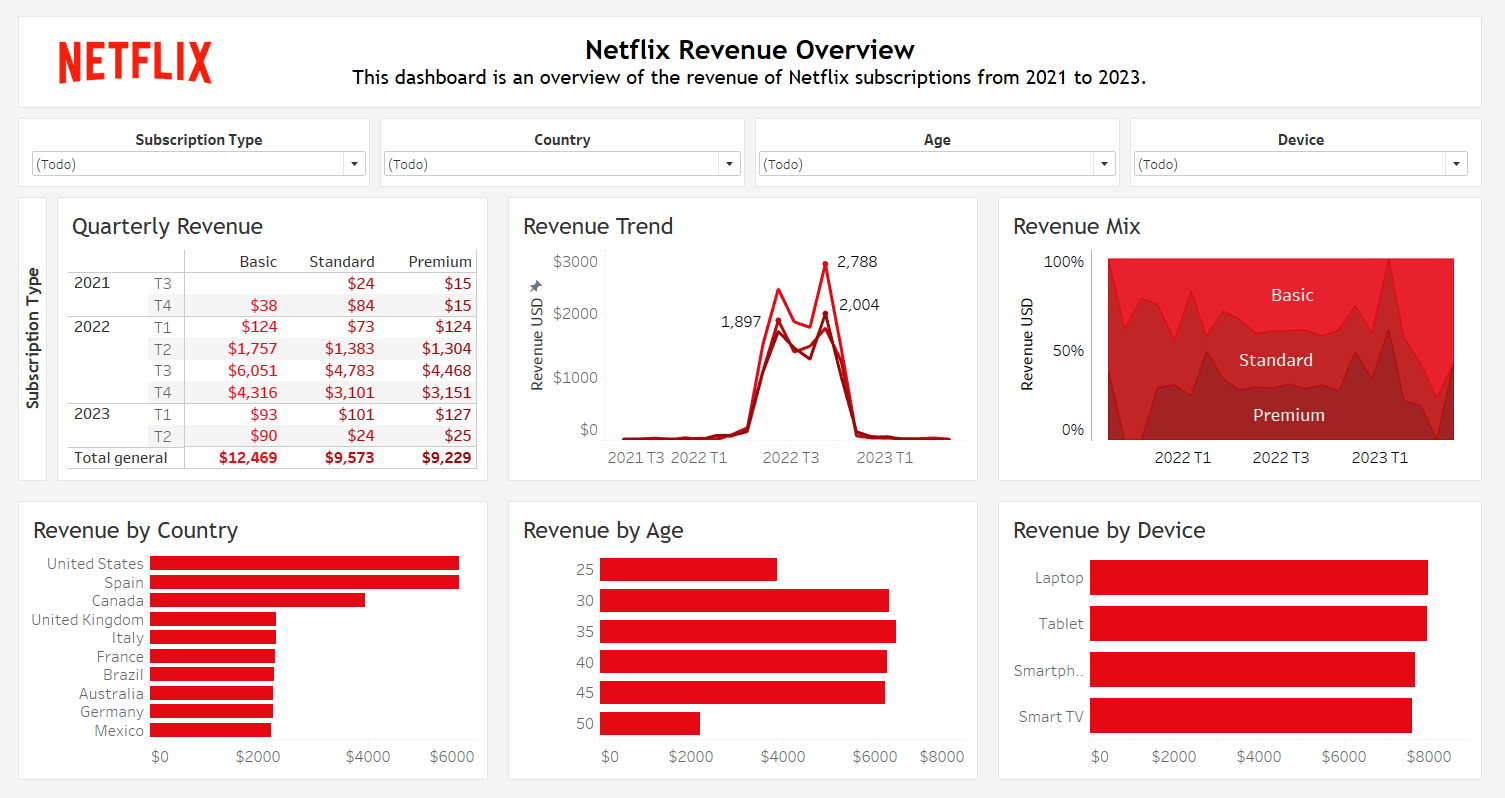 NETFLIX
Netflix Revenue Overview
This dashboard is an overview of the revenue of Netflix subscriptions from 2021 to 2023.
Subscription Type
(Todo)
Country
(Todo)
Age
(Todo)
Device
(Todo)
Subscription Type
Quarterly Revenue
Basic Standard Premium
2021 T3 $24 $15
T4 $38 $84 $15
2022 T1 $124 $73 $124
T2 $1,757 $1,383 $1,304
T3 $6,051 $4,783 $4,468
T4 $4,316 $3,101 $3,151
2023 T1 $93 $101 $127
T2 $90 $24 $25
Total general $12,469 $9,573 $9,229
Revenue Trend
Revenue USD
$3000
$2000
$1000
$0
2,788
2,004
1,897
2021 T3 2022 T1 2022 T3 2023 T1
Revenue Mix
Revenue USD
100%
50%
0%
Basic
Standard
Premium
2022 T1 2022 T3 2023 T1
Revenue by Country
United States
Spain
Canada
United Kingdom
Italy
France
Brazil
Australia
Germany
Mexico
$0 $2000 $4000 $6000
Revenue by Age
25
30
35
40
45
50
$0 $2000 $4000 $6000 $8000
Revenue by Device
Laptop
Tablet
Smartph..
Smart TV
$0 $2000 $4000 $6000 $8000